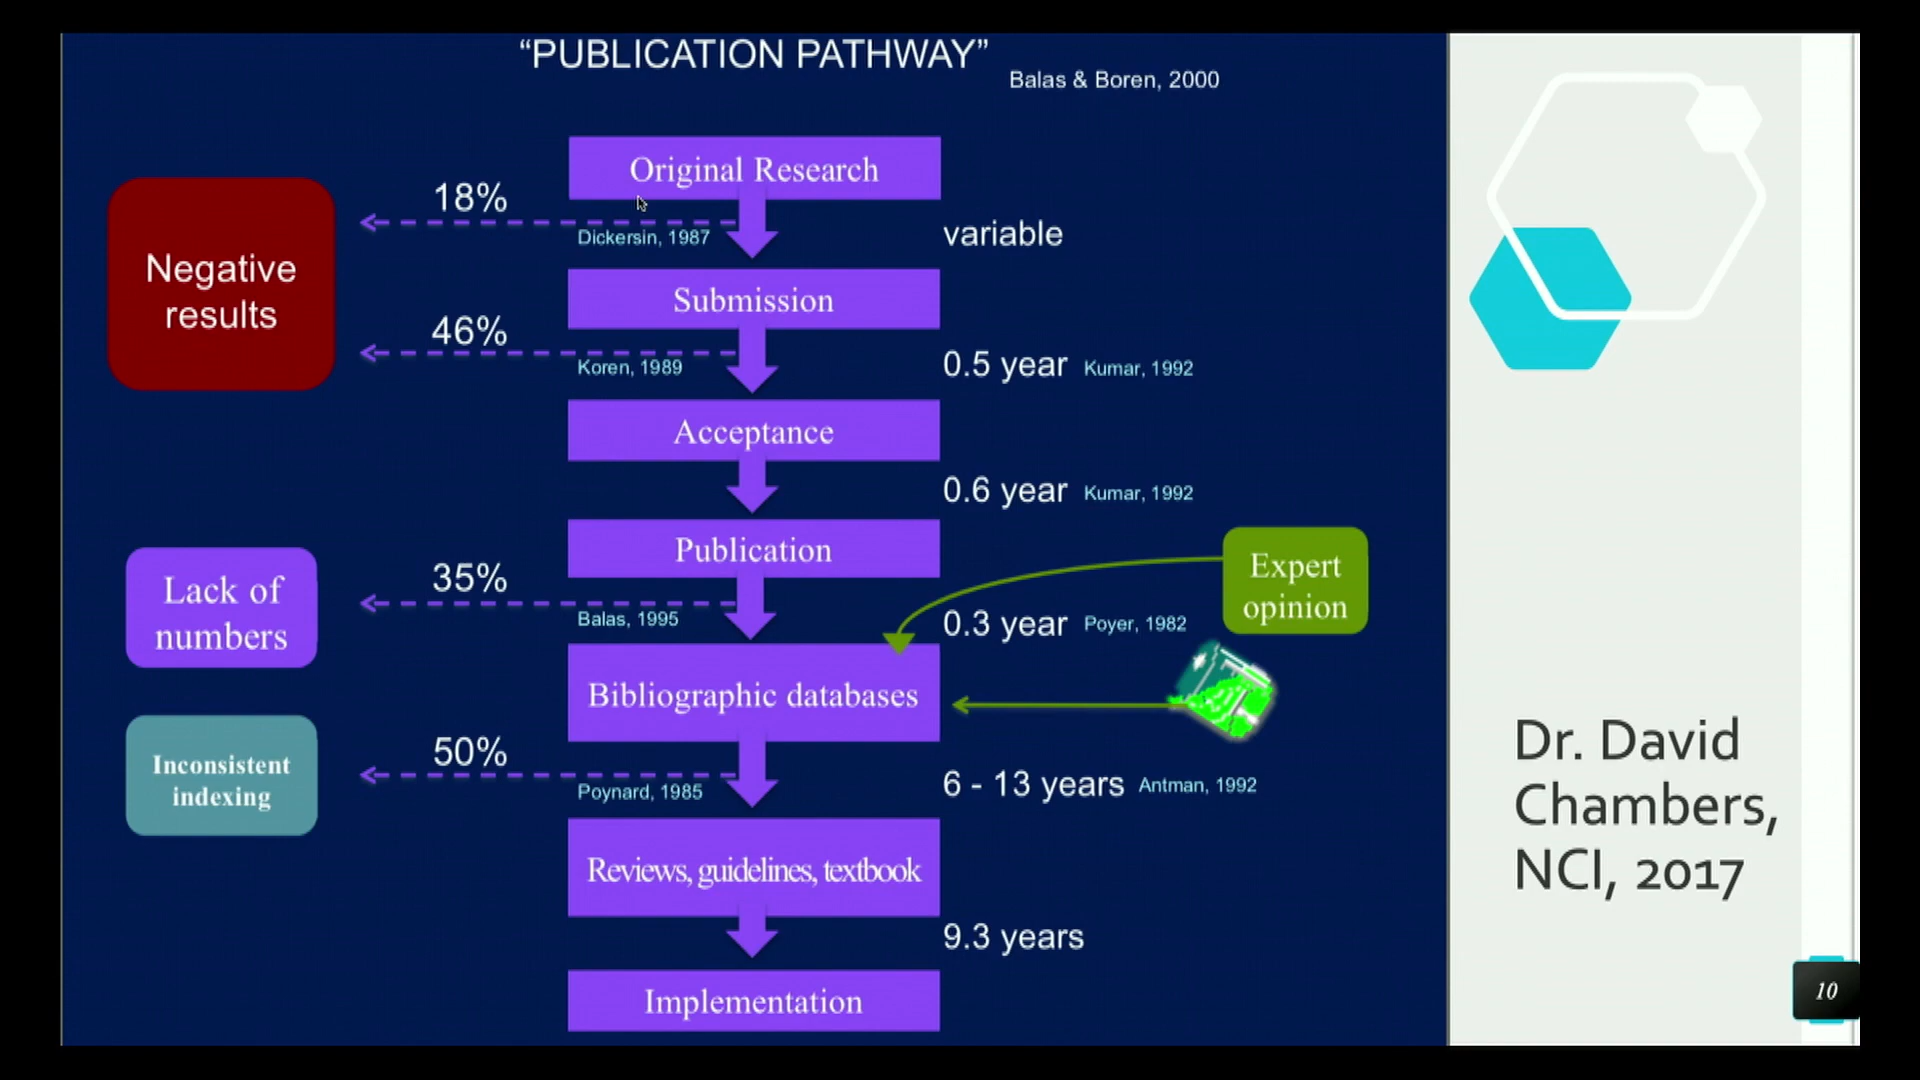 “PUBLICATION PATHWAY”
Balas & Boren, 2000
Original Research
18%
Dickersin, 1987
variable
Negative
results
Submission
46%
Koren, 1989
0.5 year Kumar, 1992
Acceptance
0.6 year Kumar, 1992
Publication
Expert
opinion
Lack of
numbers
35%
Balas, 1995
0.3 year Poyer, 1982
Bibliographic databases
Inconsistent
indexing
50%
Poynard, 1985
6 - 13 years Antman, 1992
Reviews, guidelines, textbook
9.3 years
Implementation
Dr. David
Chambers,
NCI, 2017
10